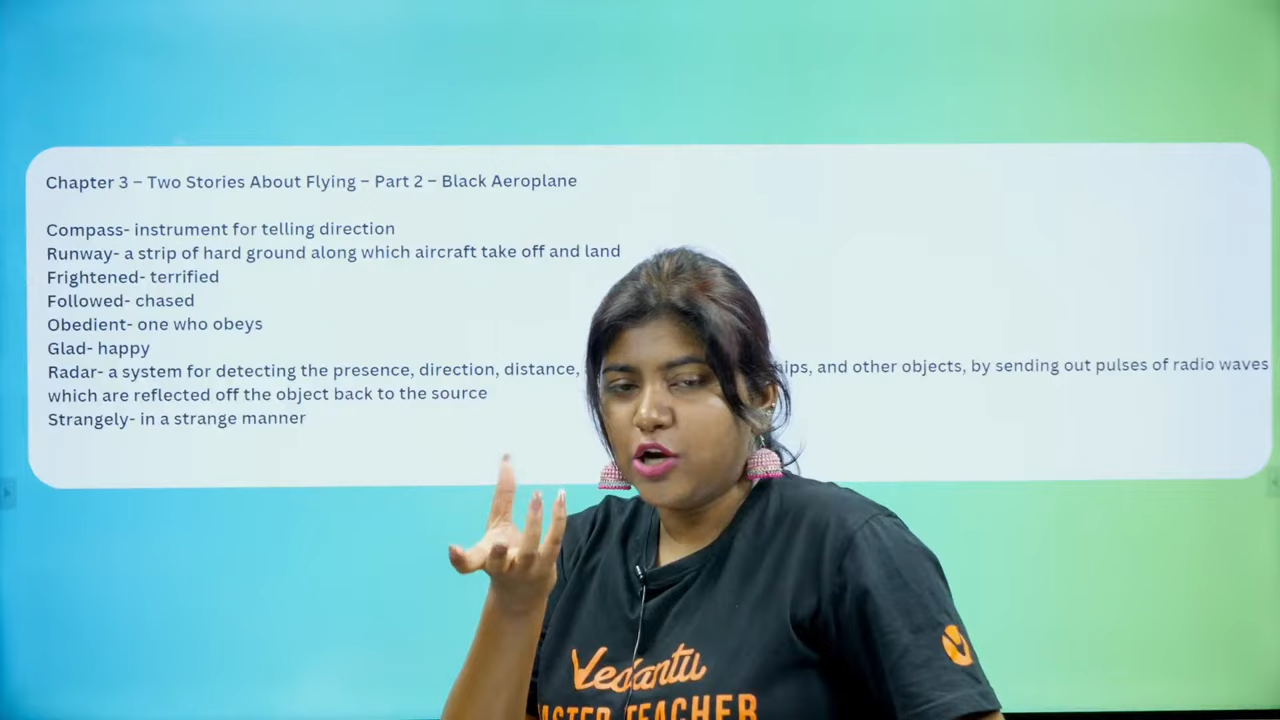 Chapter 3 – Two Stories About Flying – Part 2 – Black Aeroplane
Compass- instrument for telling direction
Runway- a strip of hard ground along which aircraft take off and land
Frightened- terrified
Followed- chased
Obedient- one who obeys
Glad- happy
Radar- a system for detecting the presence, direction, distance, and other objects, by sending out pulses of radio waves
which are reflected off the object back to the source
Strangely- in a strange manner
Vedantu
TEACHER